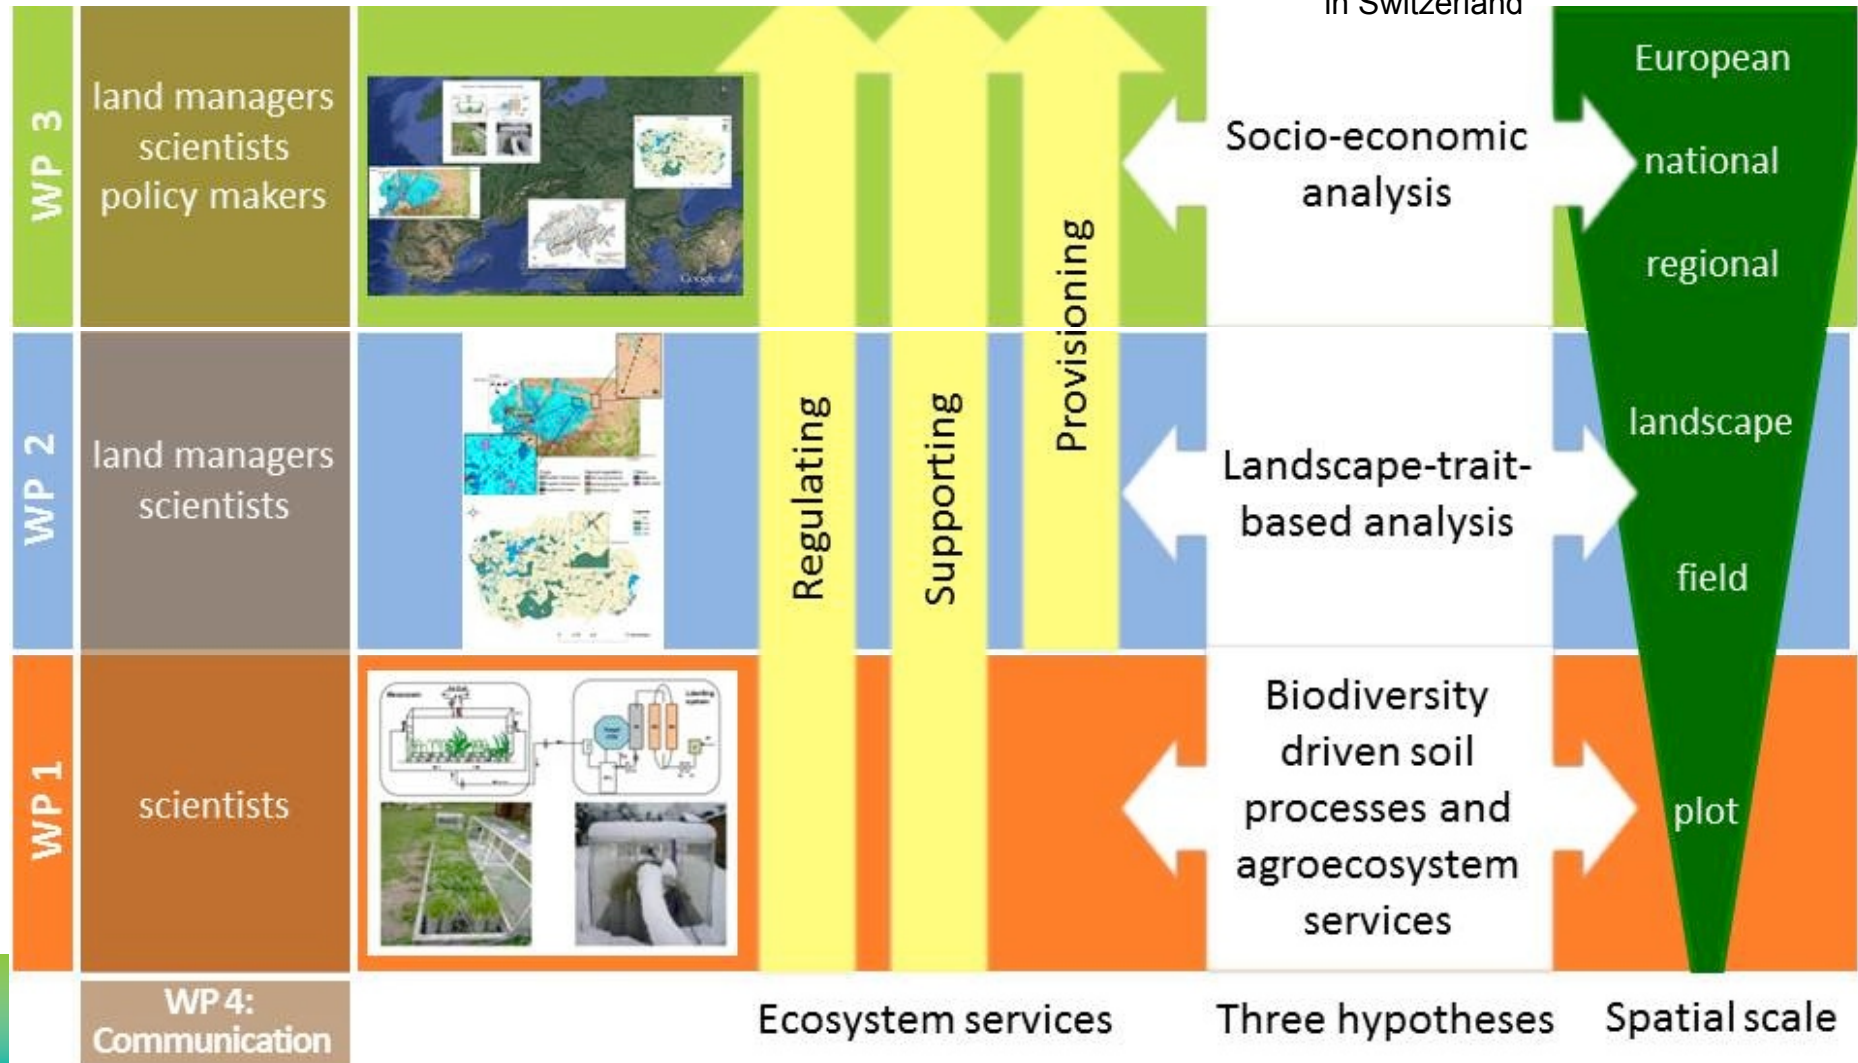 in Switzerland
WP 3
land managers
scientists
policy makers
Provisioning
Socio-economic
analysis
European
national
regional
WP 2
land managers
scientists
Regulating
Supporting
Landscape-trait-
based analysis
landscape
field
WP 1
scientists
Biodiversity
driven soil
processes and
agroecosystem
services
plot
WP 4:
Communication
Ecosystem services
Three hypotheses
Spatial scale